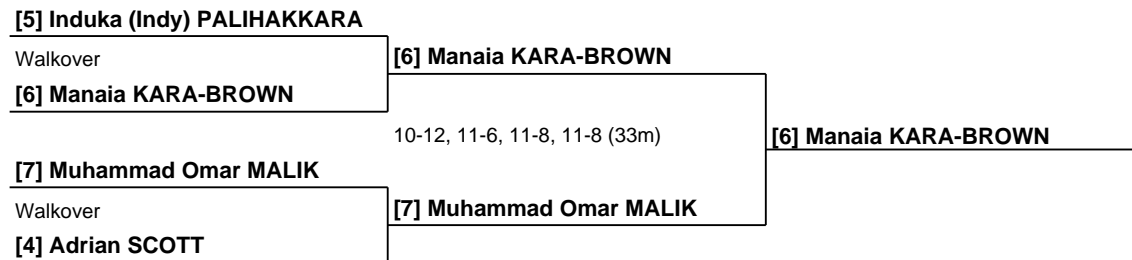 [5] Induka (Indy) PALIHAKKARA
Walkover
[6] Manaia KARA-BROWN
[6] Manaia KARA-BROWN
10-12, 11-6, 11-8, 11-8 (33m)
[6] Manaia KARA-BROWN
[7] Muhammad Omar MALIK
Walkover
[7] Muhammad Omar MALIK
[4] Adrian SCOTT